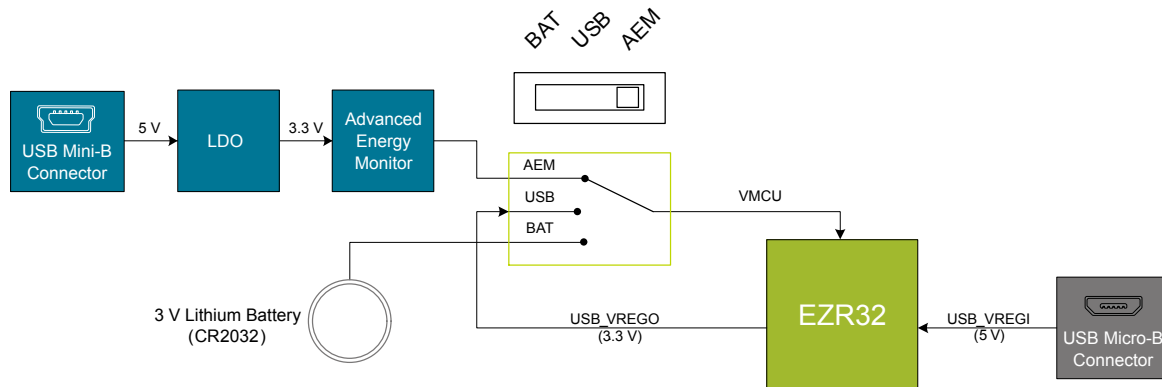 BAT
USB
AEM
USB Mini-B
Connector
5 V
LDO
3.3 V
Advanced
Energy
Monitor
AEM
USB
BAT
VMCU
3 V Lithium Battery
(CR2032)
USB_VREGO
(3.3 V)
EZR32
USB_VREGI
(5 V)
USB Micro-B
Connector